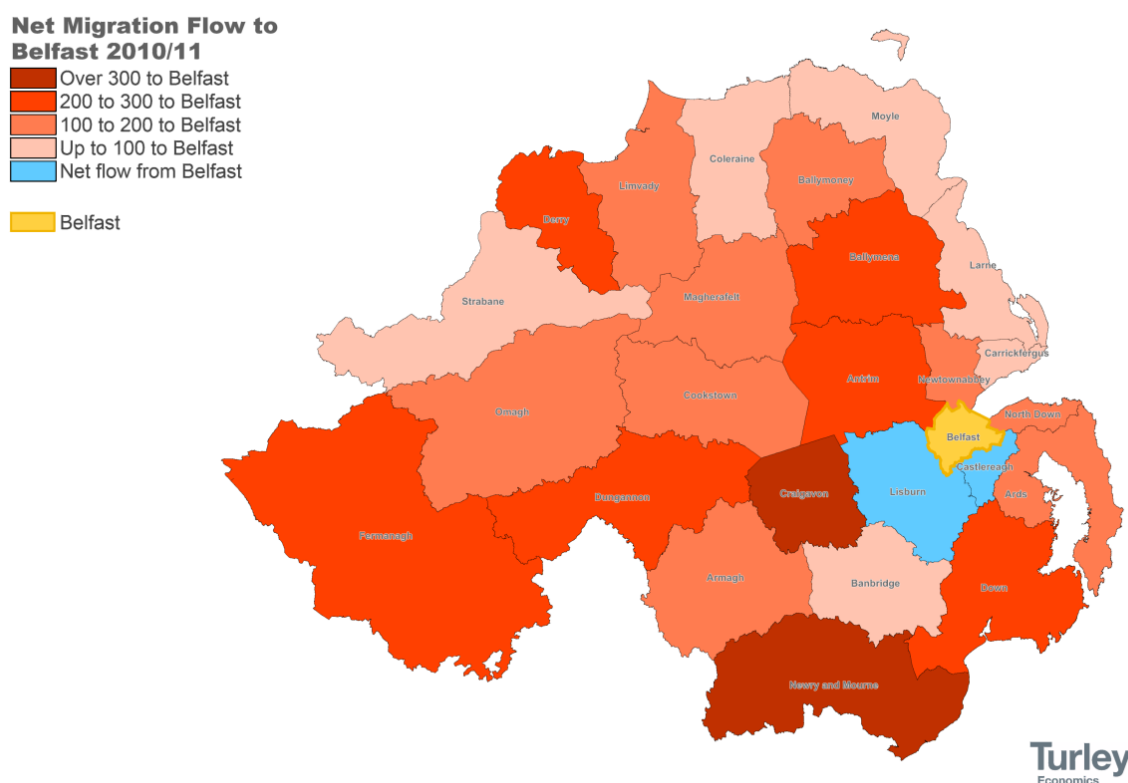 Net Migration Flow to
Belfast 2010/11
Over 300 to Belfast
200 to 300 to Belfast
100 to 200 to Belfast
Up to 100 to Belfast
Net flow from Belfast
Belfast
Moyle
Coleraine
Ballymoney
Limvady
Derry
Ballymena
Larne
Strabane
Magherafelt
Carrickfergus
Antrim
Newtownabbey
Cookstown
Omagh
North Down
Belfast
Castlereagh
Lisburn
Craigavon
Ards
Dungannon
Fermanagh
Armagh
Banbridge
Down
Newry and Mourne
Turley
Economics